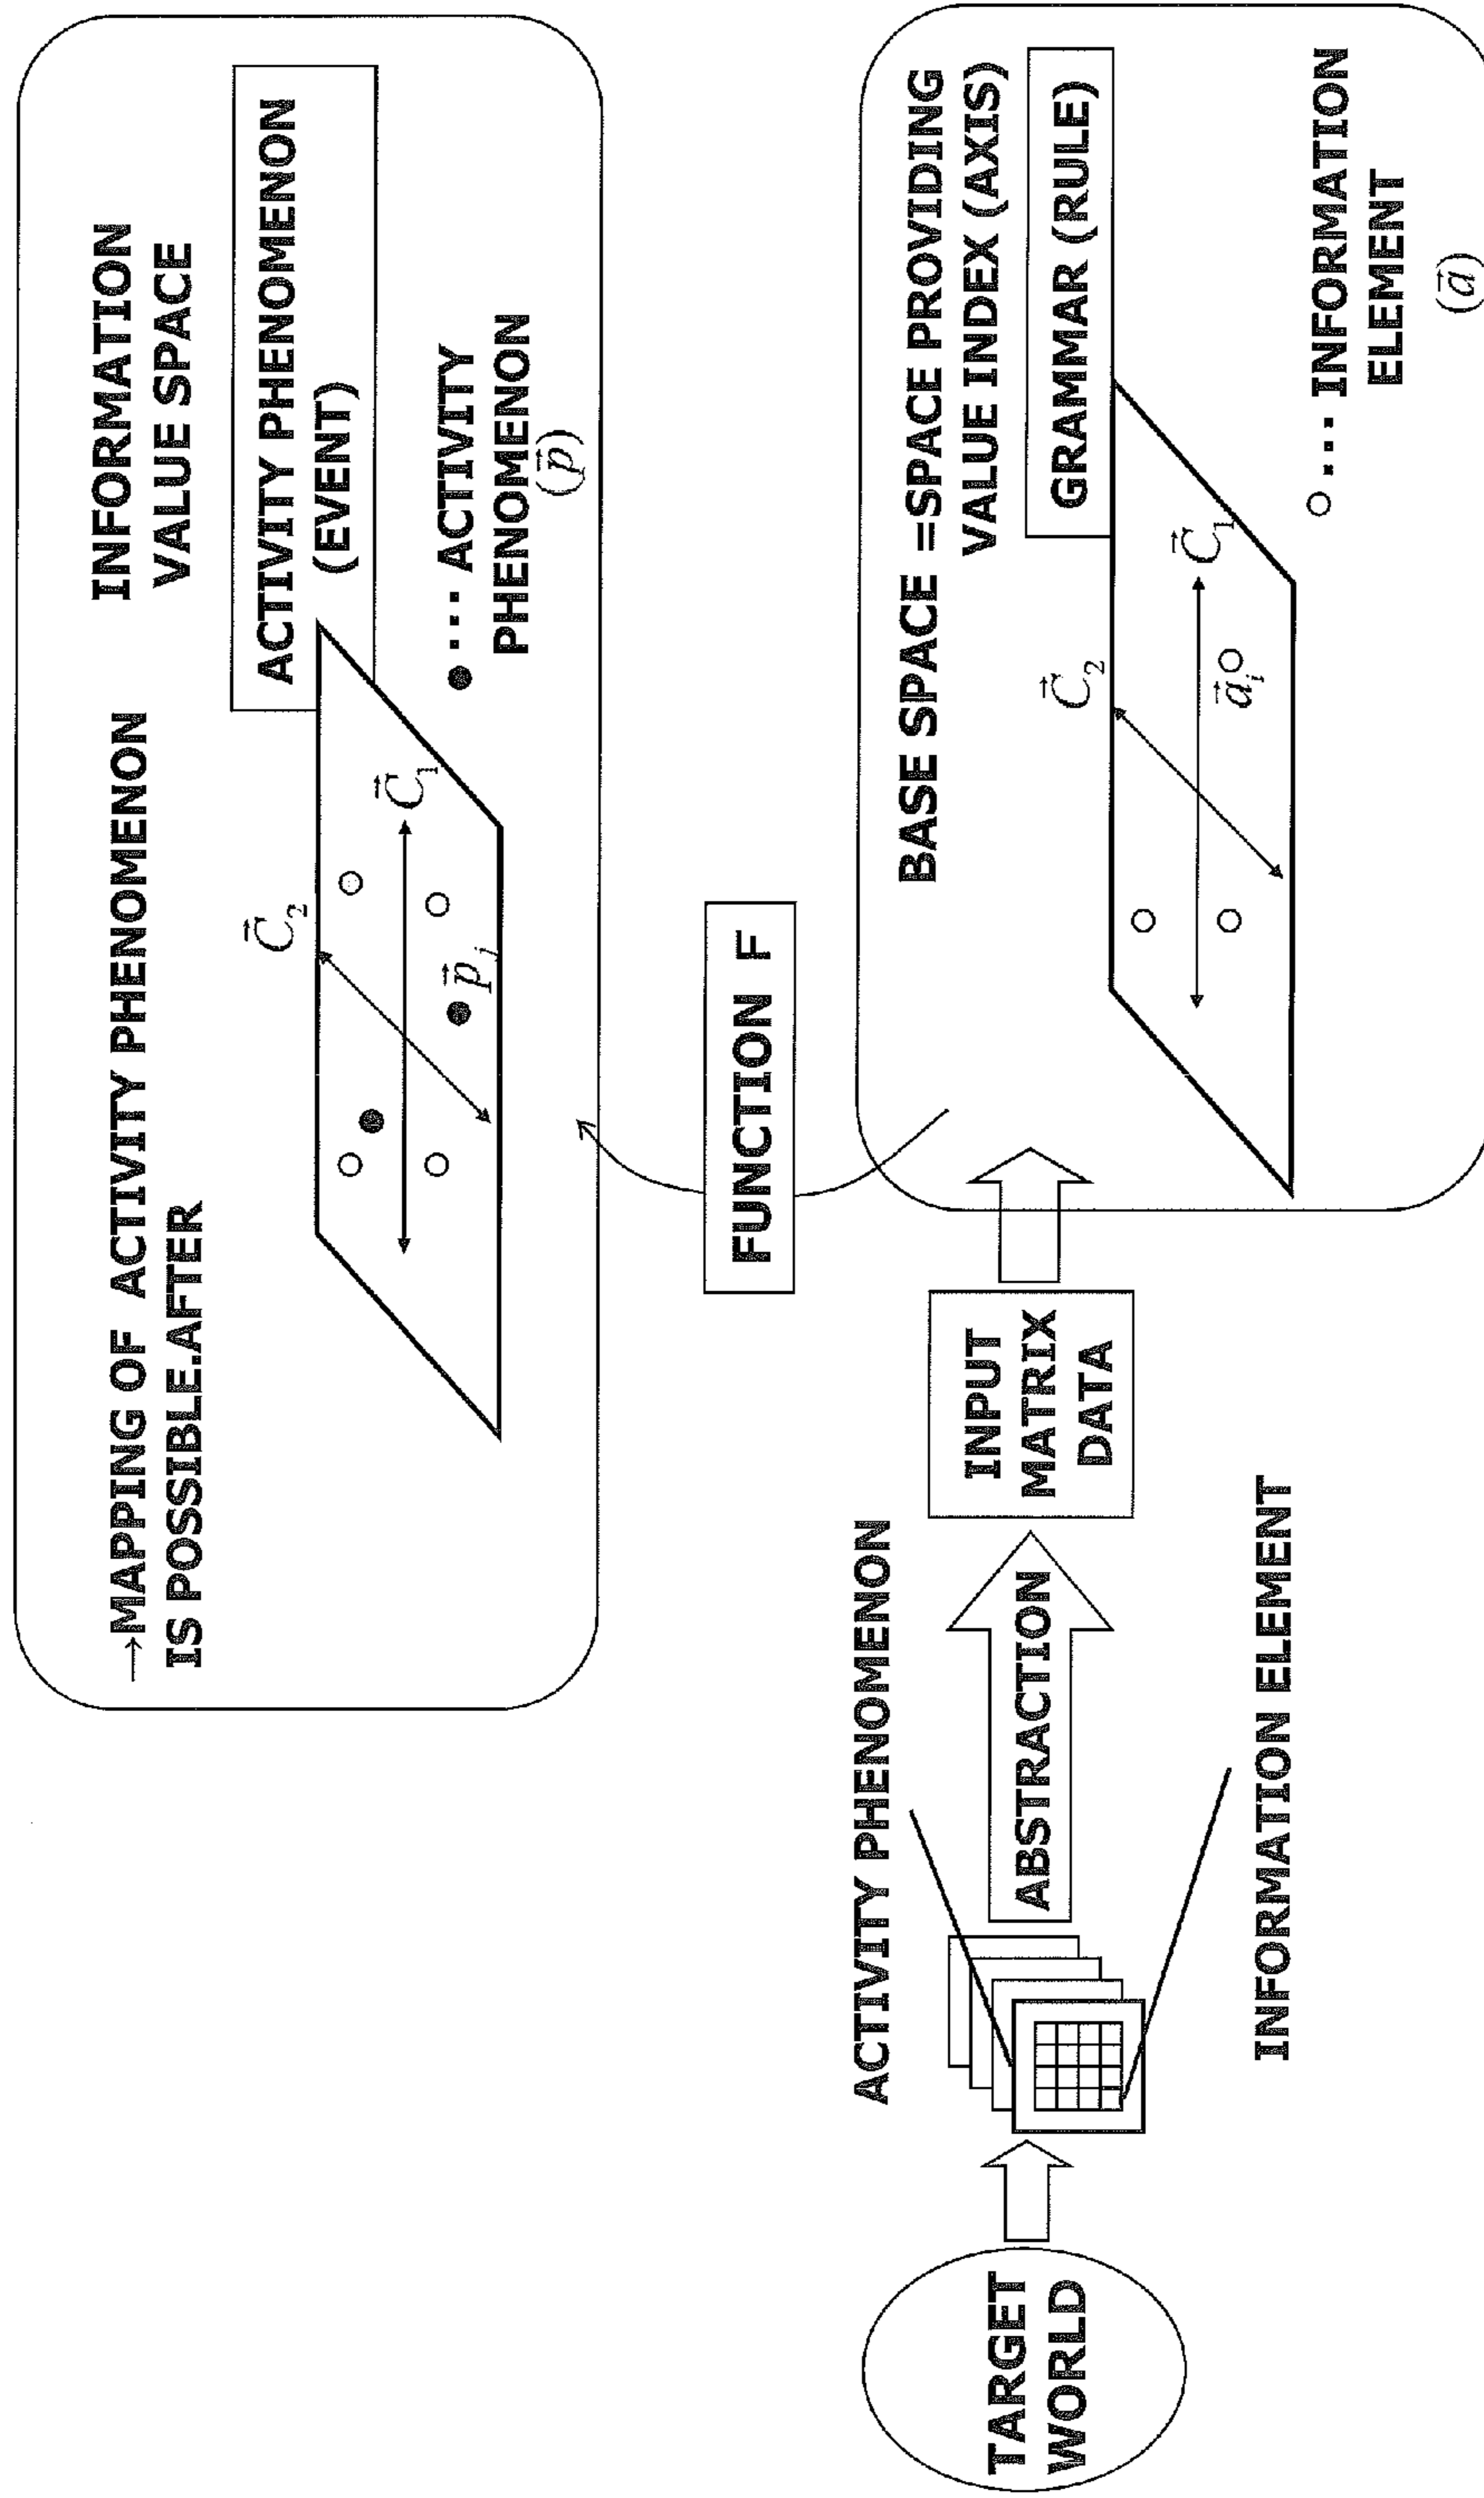 →MAPPING OF ACTIVITY PHENOMENON
IS POSSIBLE.AFTER
INFORMATION
VALUE SPACE
ACTIVITY PHENOMENON
(EVENT)
C⃗₂
C⃗₁
p⃗ⱼ
●... ACTIVITY
PHENOMENON
(p⃗)
FUNCTION F
TARGET
WORLD
ACTIVITY PHENOMENON
ABSTRACTION
INFORMATION ELEMENT
INPUT
MATRIX
DATA
BASE SPACE =SPACE PROVIDING
VALUE INDEX (AXIS)
GRAMMAR (RULE)
C⃗₂
C⃗₁
a⃗ᵢ
○... INFORMATION
ELEMENT
(a⃗)